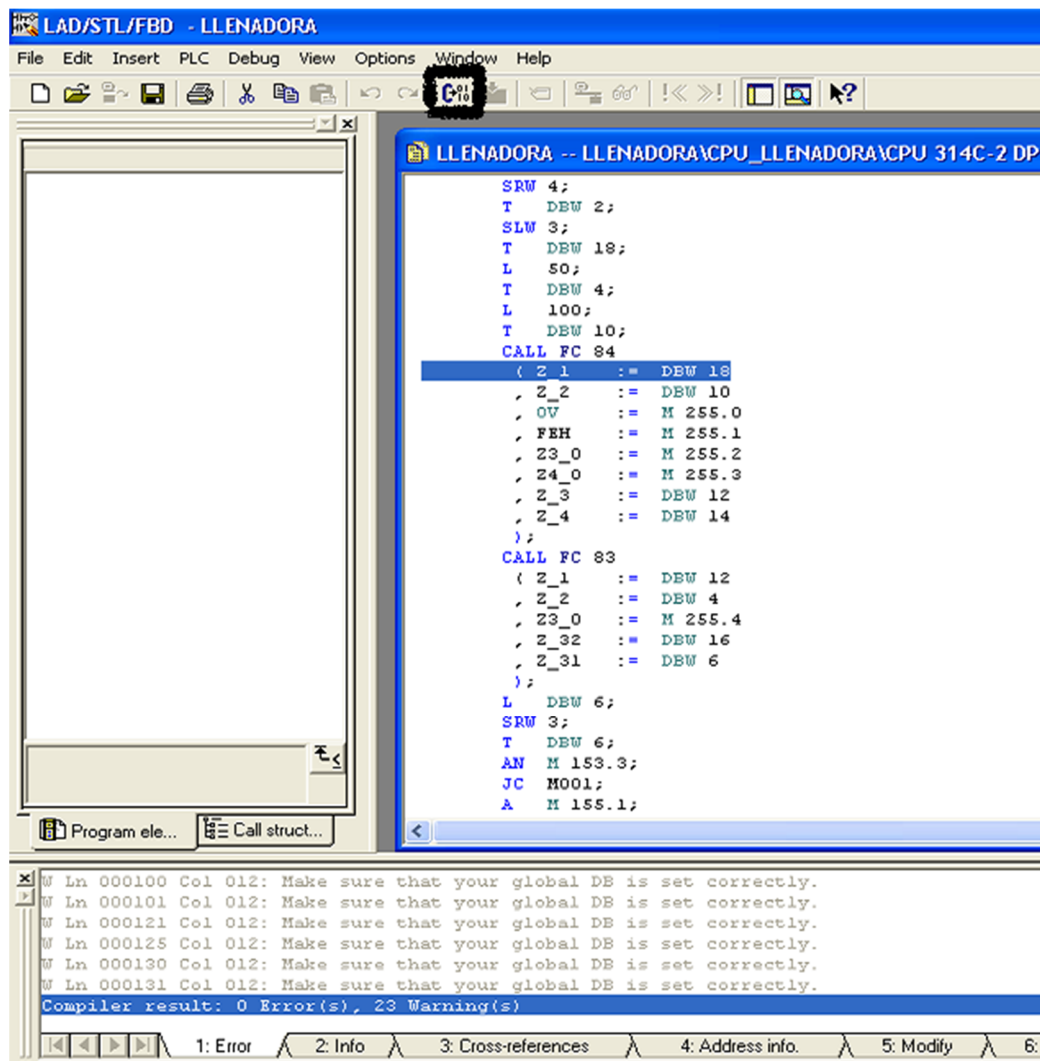 LAD/STL/FBD - LLENADORA
File Edit Insert PLC Debug View Options Window Help
LLENADORA -- LLENADORA\CPU_LLENADORA\CPU 314C-2 DP
SRW 4;
T DBW 2;
SLW 3;
T DBW 18;
L 50;
T DBW 4;
L 100;
T DBW 10;
CALL FC 84
( Z_1 := DBW 18
, Z_2 := DBW 10
, OV := M 255.0
, FEH := M 255.1
, Z3_0 := M 255.2
, Z4_0 := M 255.3
, Z_3 := DBW 12
, Z_4 := DBW 14
);
CALL FC 83
( Z_1 := DBW 12
, Z_2 := DBW 4
, Z3_0 := M 255.4
, Z_32 := DBW 16
, Z_31 := DBW 6
);
L DBW 6;
SRW 3;
T DBW 6;
AN M 153.3;
JC M001;
A M 155.1;
Program ele... Call struct...
W Ln 000100 Col 012: Make sure that your global DB is set correctly.
W Ln 000101 Col 012: Make sure that your global DB is set correctly.
W Ln 000121 Col 012: Make sure that your global DB is set correctly.
W Ln 000125 Col 012: Make sure that your global DB is set correctly.
W Ln 000130 Col 012: Make sure that your global DB is set correctly.
W Ln 000131 Col 012: Make sure that your global DB is set correctly.
Compiler result: 0 Error(s), 23 Warning(s)
1: Error 2: Info 3: Cross-references 4: Address info. 5: Modify 6: